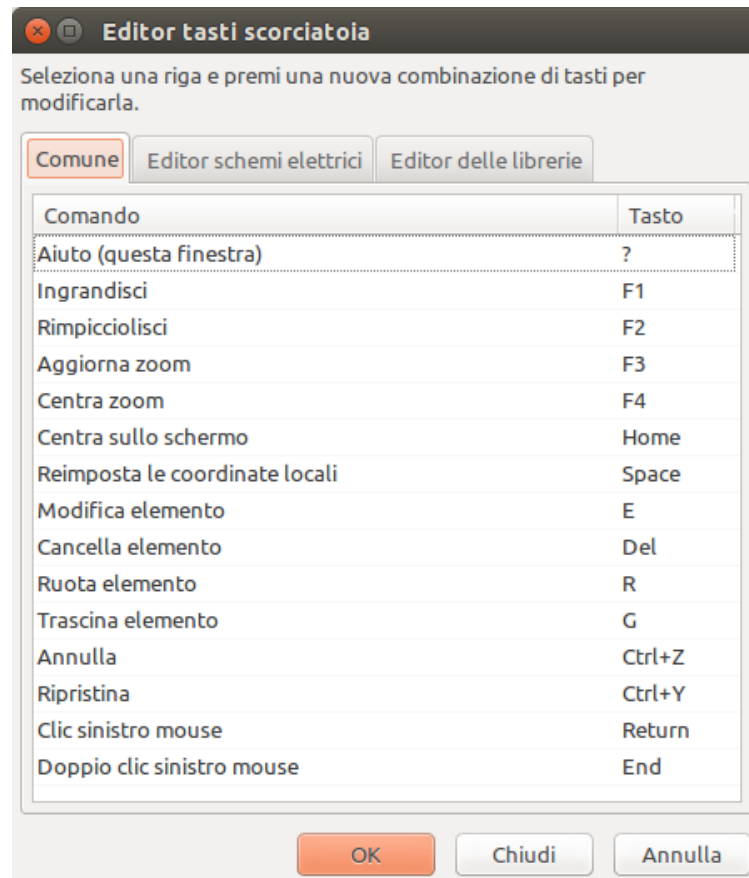 Editor tasti scorciatoia
Seleziona una riga e premi una nuova combinazione di tasti per
modificarla.
Comune Editor schemi elettrici Editor delle librerie
Comando Tasto
Aiuto (questa finestra) ?
Ingrandisci F1
Rimpicciolisci F2
Aggiorna zoom F3
Centra zoom F4
Centra sullo schermo Home
Reimposta le coordinate locali Space
Modifica elemento E
Cancella elemento Del
Ruota elemento R
Trascina elemento G
Annulla Ctrl+Z
Ripristina Ctrl+Y
Clic sinistro mouse Return
Doppio clic sinistro mouse End
OK Chiudi Annulla